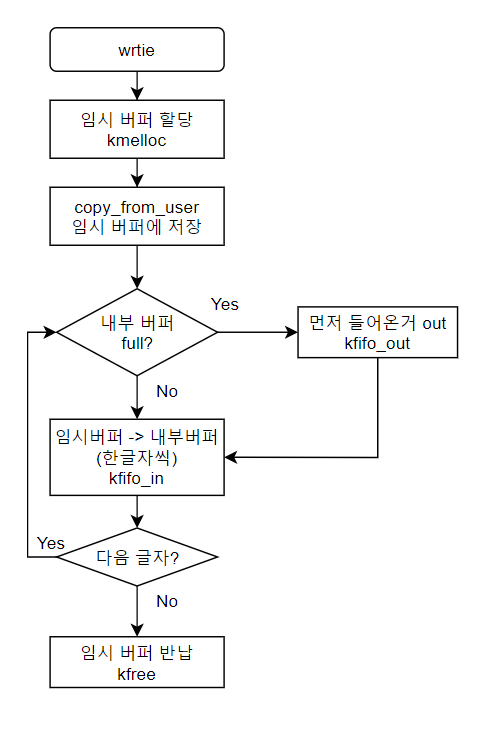 wrtie
임시 버퍼 할당
kmelloc
copy_from_user
임시 버퍼에 저장
내부 버퍼
full?
Yes
먼저 들어온거 out
kfifo_out
No
임시버퍼 -> 내부버퍼
(한글자씩)
kfifo_in
Yes
다음 글자?
No
임시 버퍼 반납
kfree